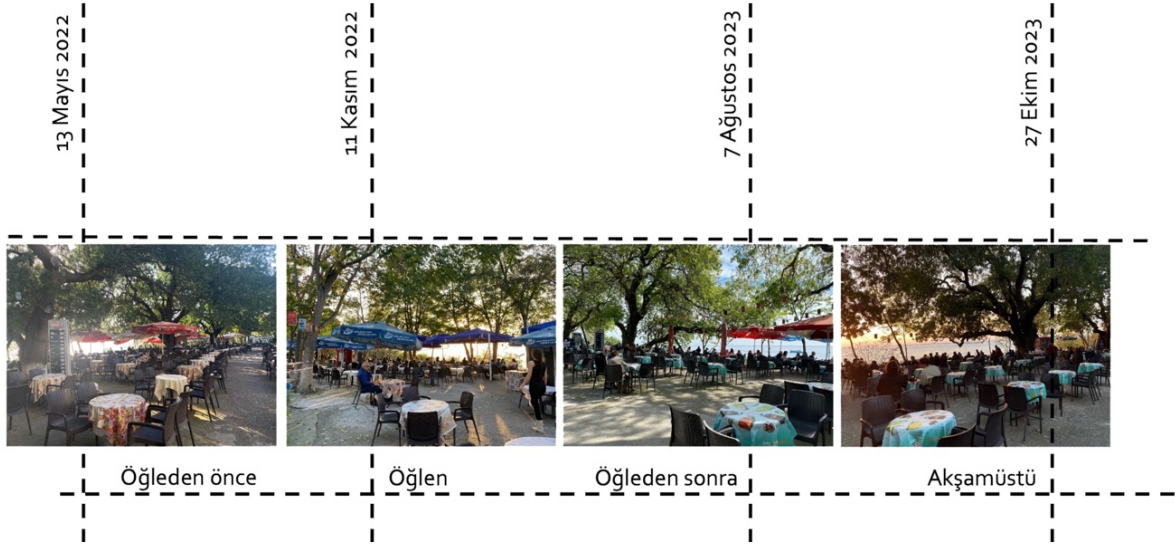 13 Mayıs 2022
11 Kasım 2022
7 Ağustos 2023
27 Ekim 2023
Öğleden önce
Öğlen
Öğleden sonra
Akşamüstü